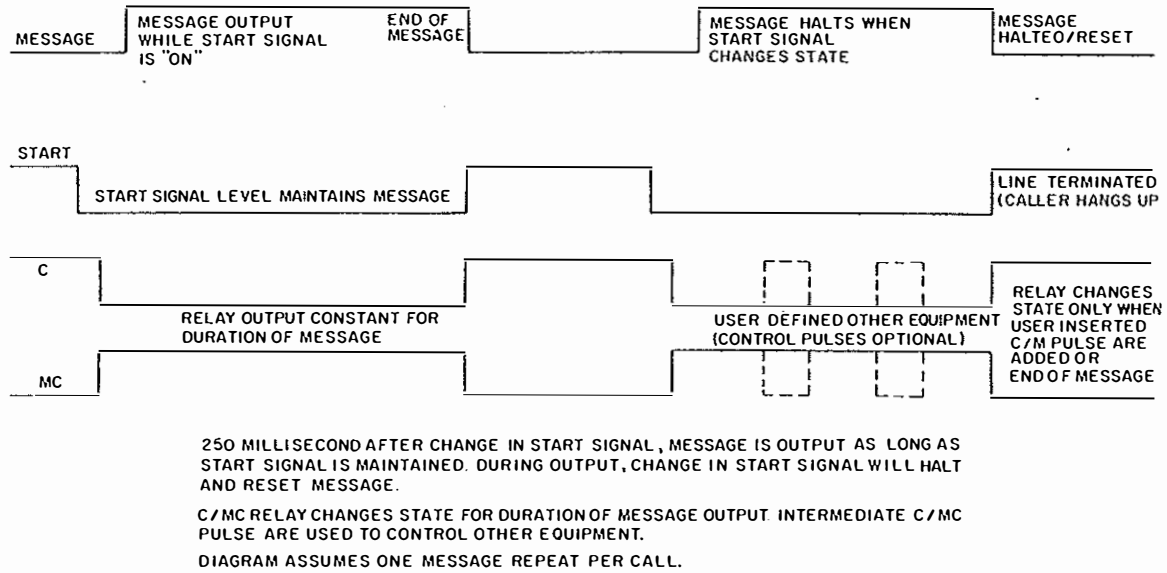 MESSAGE
MESSAGE OUTPUT
WHILE START SIGNAL
IS "ON"
END OF
MESSAGE
MESSAGE HALTS WHEN
START SIGNAL
CHANGES STATE
MESSAGE
HALTEO/RESET
START
START SIGNAL LEVEL MAINTAINS MESSAGE
LINE TERMINATED
(CALLER HANGS UP
C
RELAY OUTPUT CONSTANT FOR
DURATION OF MESSAGE
USER DEFINED OTHER EQUIPMENT
(CONTROL PULSES OPTIONAL)
RELAY CHANGES
STATE ONLY WHEN
USER INSERTED
C/M PULSE ARE
ADDED OR
END OF MESSAGE
MC
250 MILLISECOND AFTER CHANGE IN START SIGNAL, MESSAGE IS OUTPUT AS LONG AS
START SIGNAL IS MAINTAINED. DURING OUTPUT, CHANGE IN START SIGNAL WILL HALT
AND RESET MESSAGE.
C/MC RELAY CHANGES STATE FOR DURATION OF MESSAGE OUTPUT. INTERMEDIATE C/MC
PULSE ARE USED TO CONTROL OTHER EQUIPMENT.
DIAGRAM ASSUMES ONE MESSAGE REPEAT PER CALL.